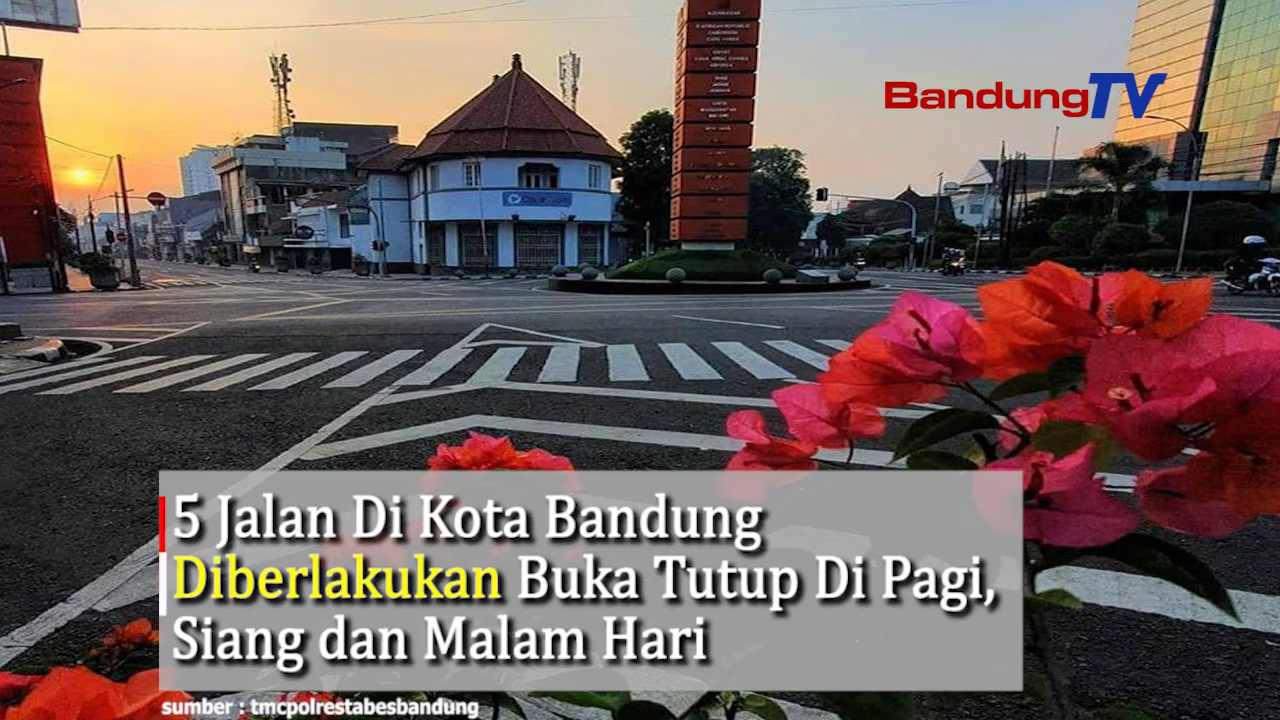 BandungTV
5 Jalan Di Kota Bandung
Diberlakukan Buka Tutup Di Pagi,
Siang dan Malam Hari
sumber : tmcpolrestabesbandung